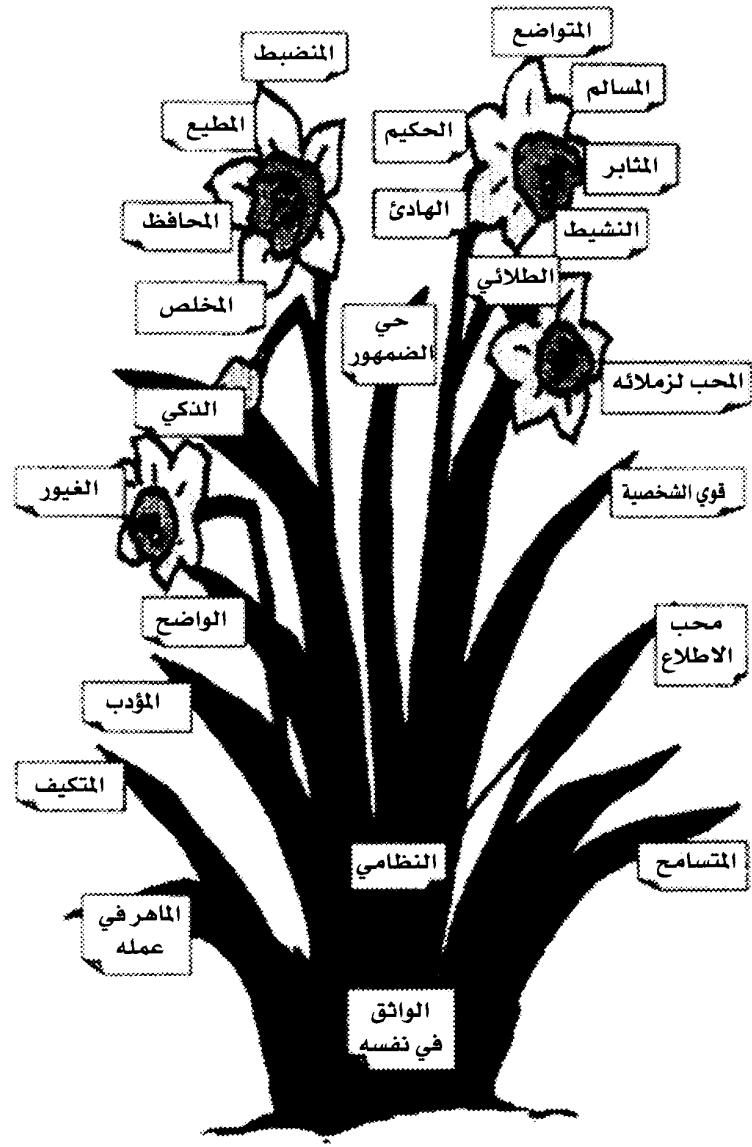 المتواضع
المنضبط
المسالم
المطيع
الحكيم
المثابر
الهادئ
المحافظ
النشيط
الطلائي
المخلص
حي
الضمهور
المحب لزملائه
الذكي
قوي الشخصية
الغيور
الواضح
محب
الاطلاع
المؤدب
المتكيف
النظامي
المتسامح
الماهر في
عمله
الواثق
في نفسه